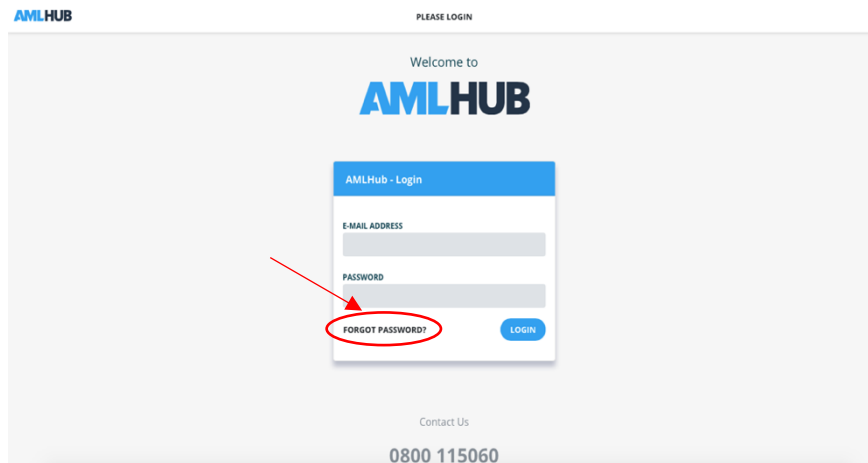 AMLHUB
PLEASE LOGIN
Welcome to
AMLHUB
AMLHub - Login
E-MAIL ADDRESS
PASSWORD
FORGOT PASSWORD?
LOGIN
Contact Us
0800 115060